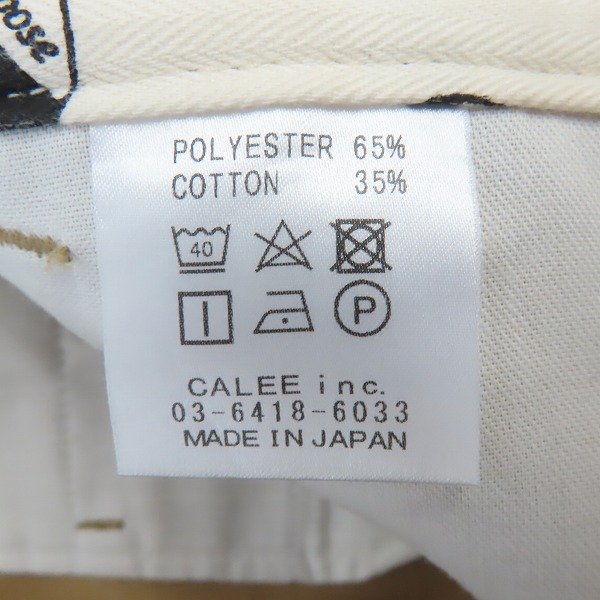 POLYESTER 65%
COTTON 35%
40
P
CALEE inc.
03-6418-6033
MADE IN JAPAN